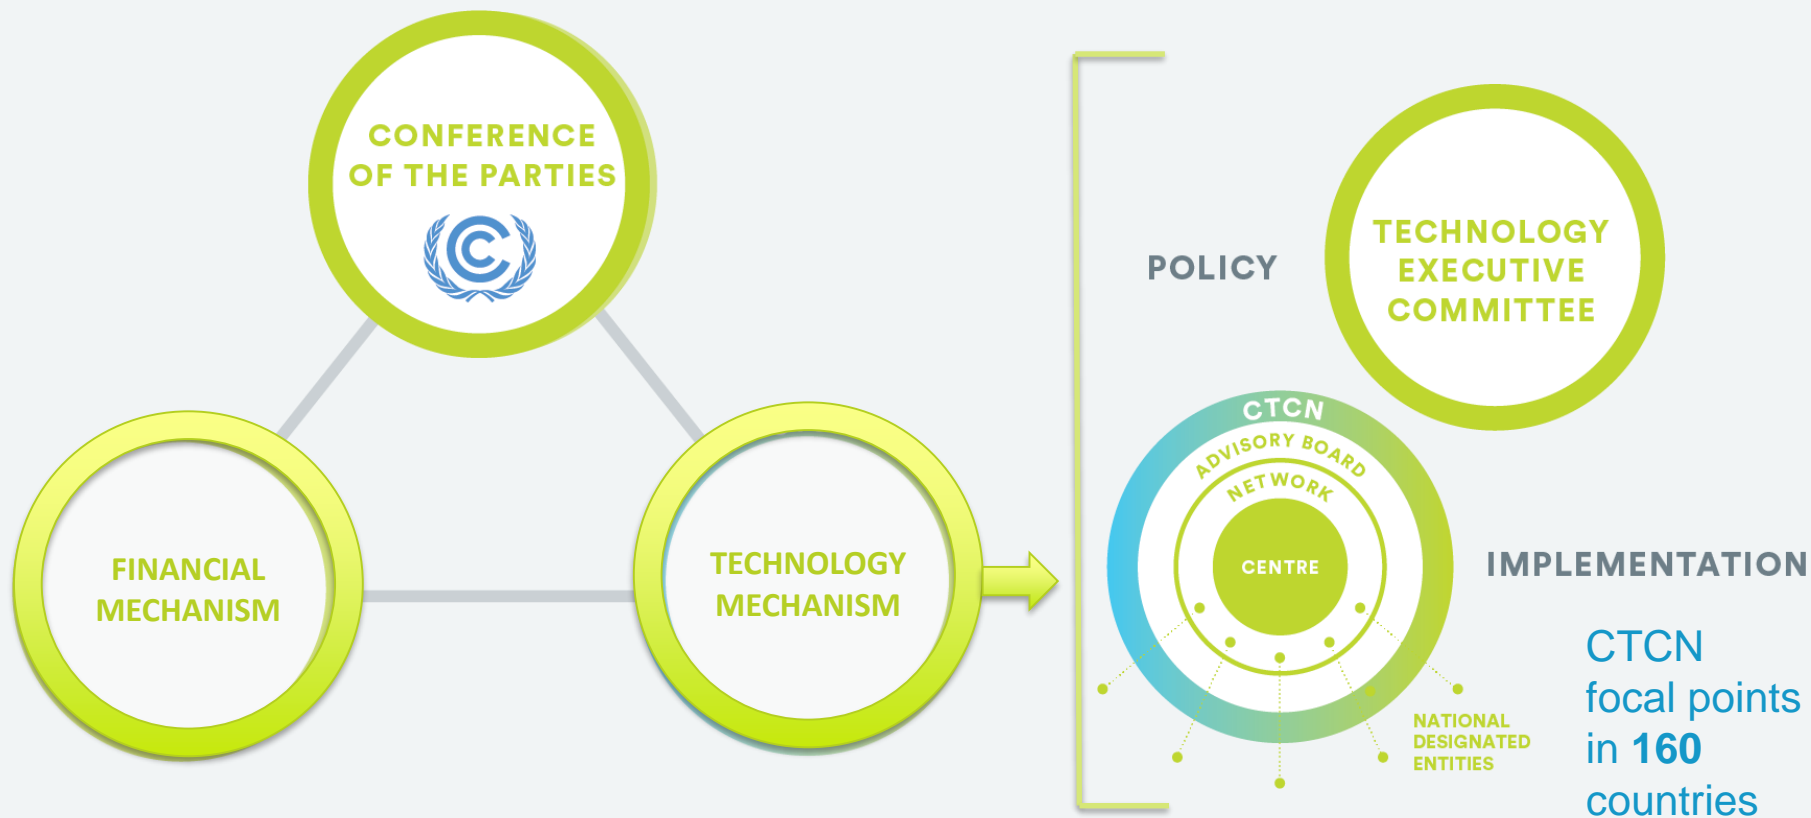 CONFERENCE
OF THE PARTIES
FINANCIAL
MECHANISM
TECHNOLOGY
MECHANISM
POLICY
TECHNOLOGY
EXECUTIVE
COMMITTEE
CTCN
ADVISORY BOARD
NETWORK
CENTRE
IMPLEMENTATION
NATIONAL
DESIGNATED
ENTITIES
CTCN
focal points
in 160
countries